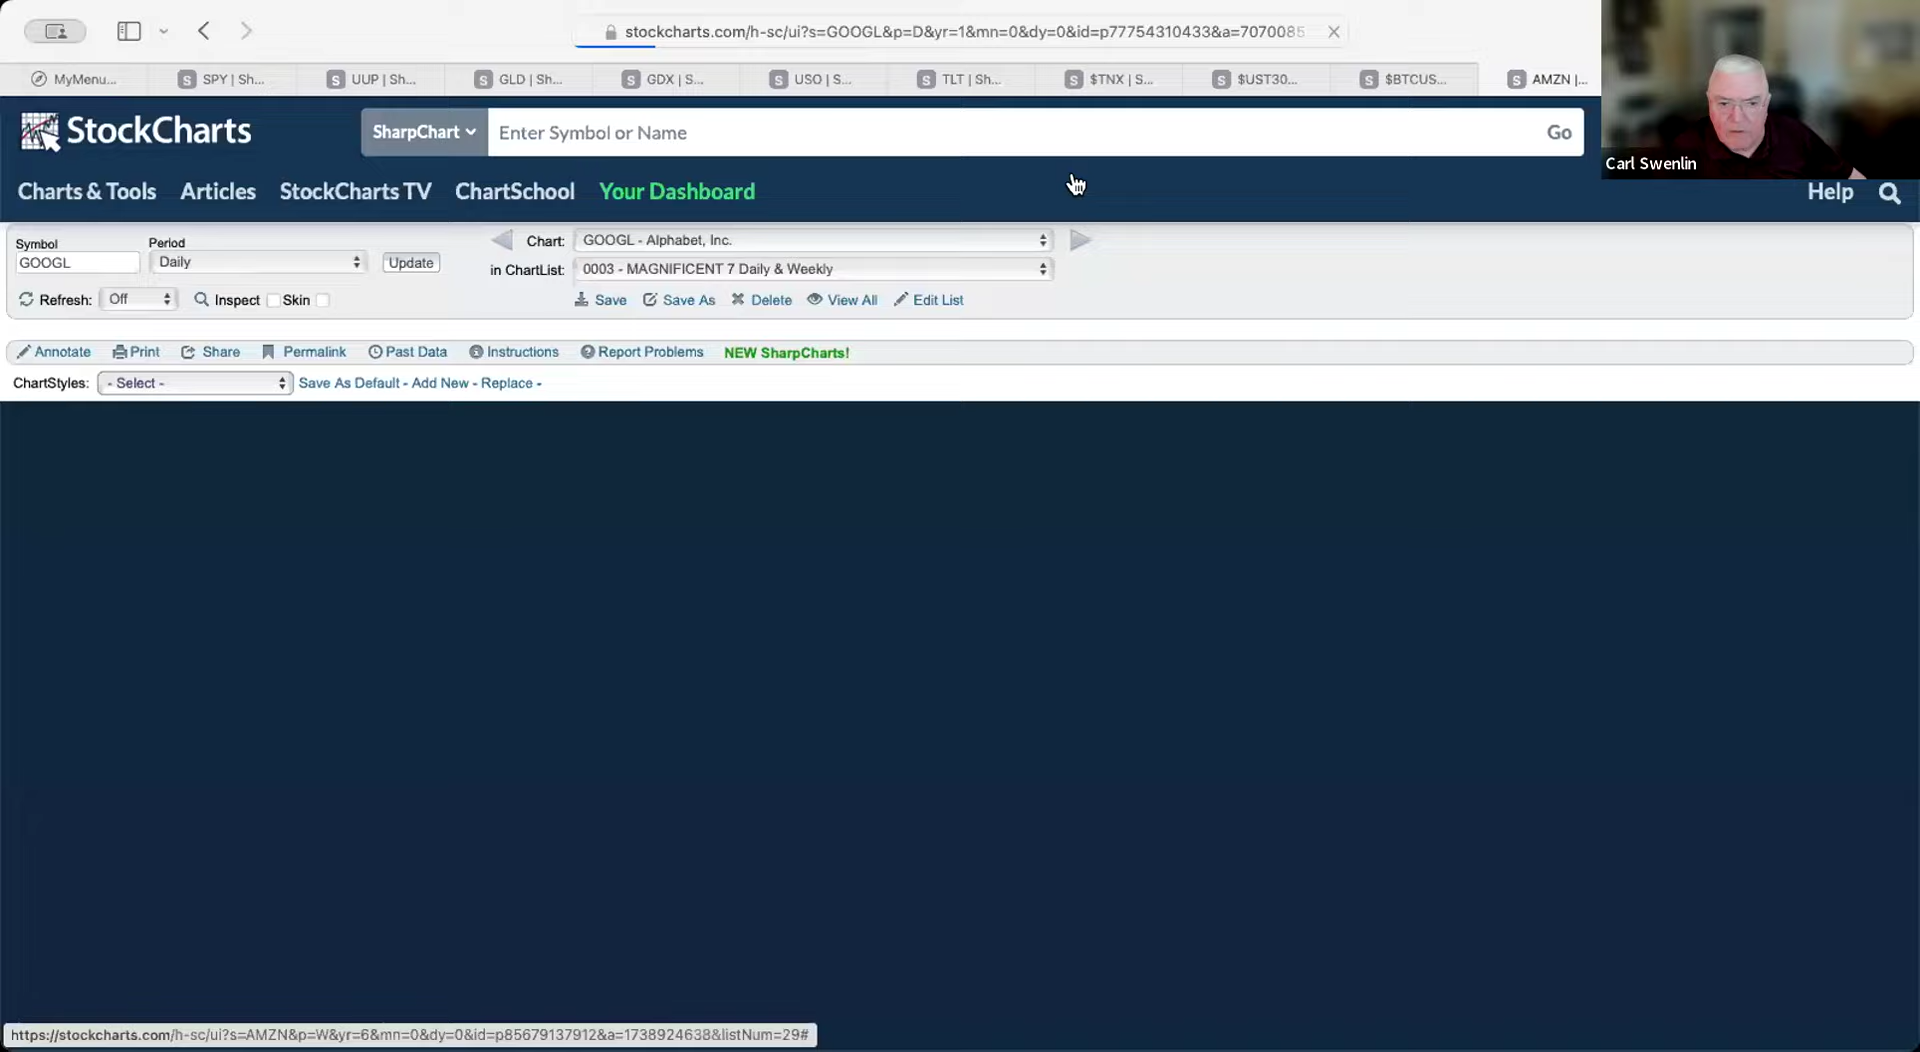 stockcharts.com/h-sc/ui?s=GOOGL&p=D&yr=1&mn=0&dy=0&id=p77754310433&a=7070085
MyMenu... SPY | Sh... UUP | Sh... GLD | Sh... GDX | S... USO | S... TLT | Sh... $TNX | S... $UST30... $BTCUS... AMZN |...
StockCharts SharpChart Enter Symbol or Name Go
Carl Swenlin
Charts & Tools Articles StockCharts TV ChartSchool Your Dashboard Help
Symbol Period Chart: GOOGL - Alphabet, Inc.
GOOGL Daily Update in ChartList: 0003 - MAGNIFICENT 7 Daily & Weekly
Refresh: Off Inspect Skin Save Save As Delete View All Edit List
Annotate Print Share Permalink Past Data Instructions Report Problems NEW SharpCharts!
ChartStyles: - Select - Save As Default - Add New - Replace -
https://stockcharts.com/h-sc/ui?s=AMZN&p=W&yr=6&mn=0&dy=0&id=p85679137912&a=1738924638&listNum=29#